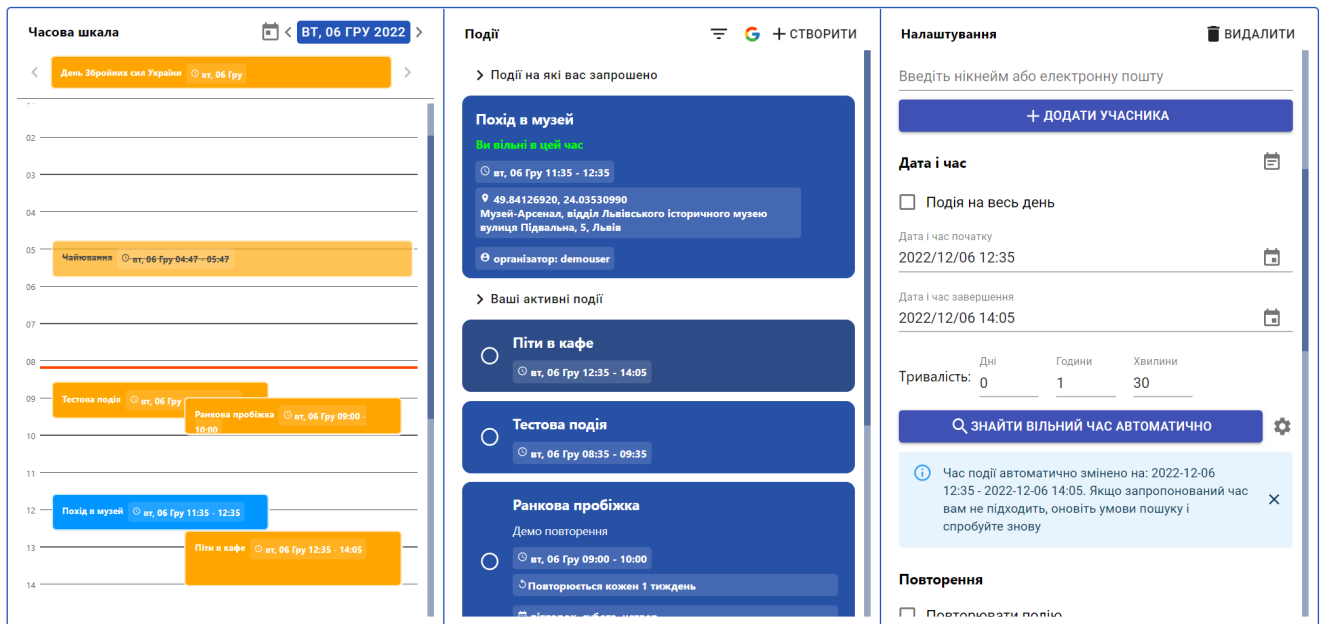 Часова шкала
ВТ, 06 ГРУ 2022
День Збройних сил України вт, 06 Гру
02
03
04
05
Чаювання вт, 06 Гру 04:47 - 05:47
06
07
08
09
Тестова подія вт, 06 Гру
Ранкова пробіжка вт, 06 Гру 09:00 -
10:00
10
11
12
Похід в музей вт, 06 Гру 11:35 - 12:35
13
Піти в кафе вт, 06 Гру 12:35 - 14:05
14
Події
СТВОРИТИ
Події на які вас запрошено
Похід в музей
Ви вільні в цей час
вт, 06 Гру 11:35 - 12:35
49.84126920, 24.03530990
Музей-Арсенал, відділ Львівського історичного музею
вулиця Підвальна, 5, Львів
організатор: demouser
Ваші активні події
Піти в кафе
вт, 06 Гру 12:35 - 14:05
Тестова подія
вт, 06 Гру 08:35 - 09:35
Ранкова пробіжка
Демо повторення
вт, 06 Гру 09:00 - 10:00
Повторюється кожен 1 тиждень
вівторок, субота, четвер
Налаштування
ВИДАЛИТИ
Введіть нікнейм або електронну пошту
ДОДАТИ УЧАСНИКА
Дата і час
Подія на весь день
Дата і час початку
2022/12/06 12:35
Дата і час завершення
2022/12/06 14:05
Тривалість:
Дні Години Хвилини
0 1 30
ЗНАЙТИ ВІЛЬНИЙ ЧАС АВТОМАТИЧНО
Час події автоматично змінено на: 2022-12-06
12:35 - 2022-12-06 14:05. Якщо запропонований час
вам не підходить, оновіть умови пошуку і
спробуйте знову
Повторення
Повторювати подію